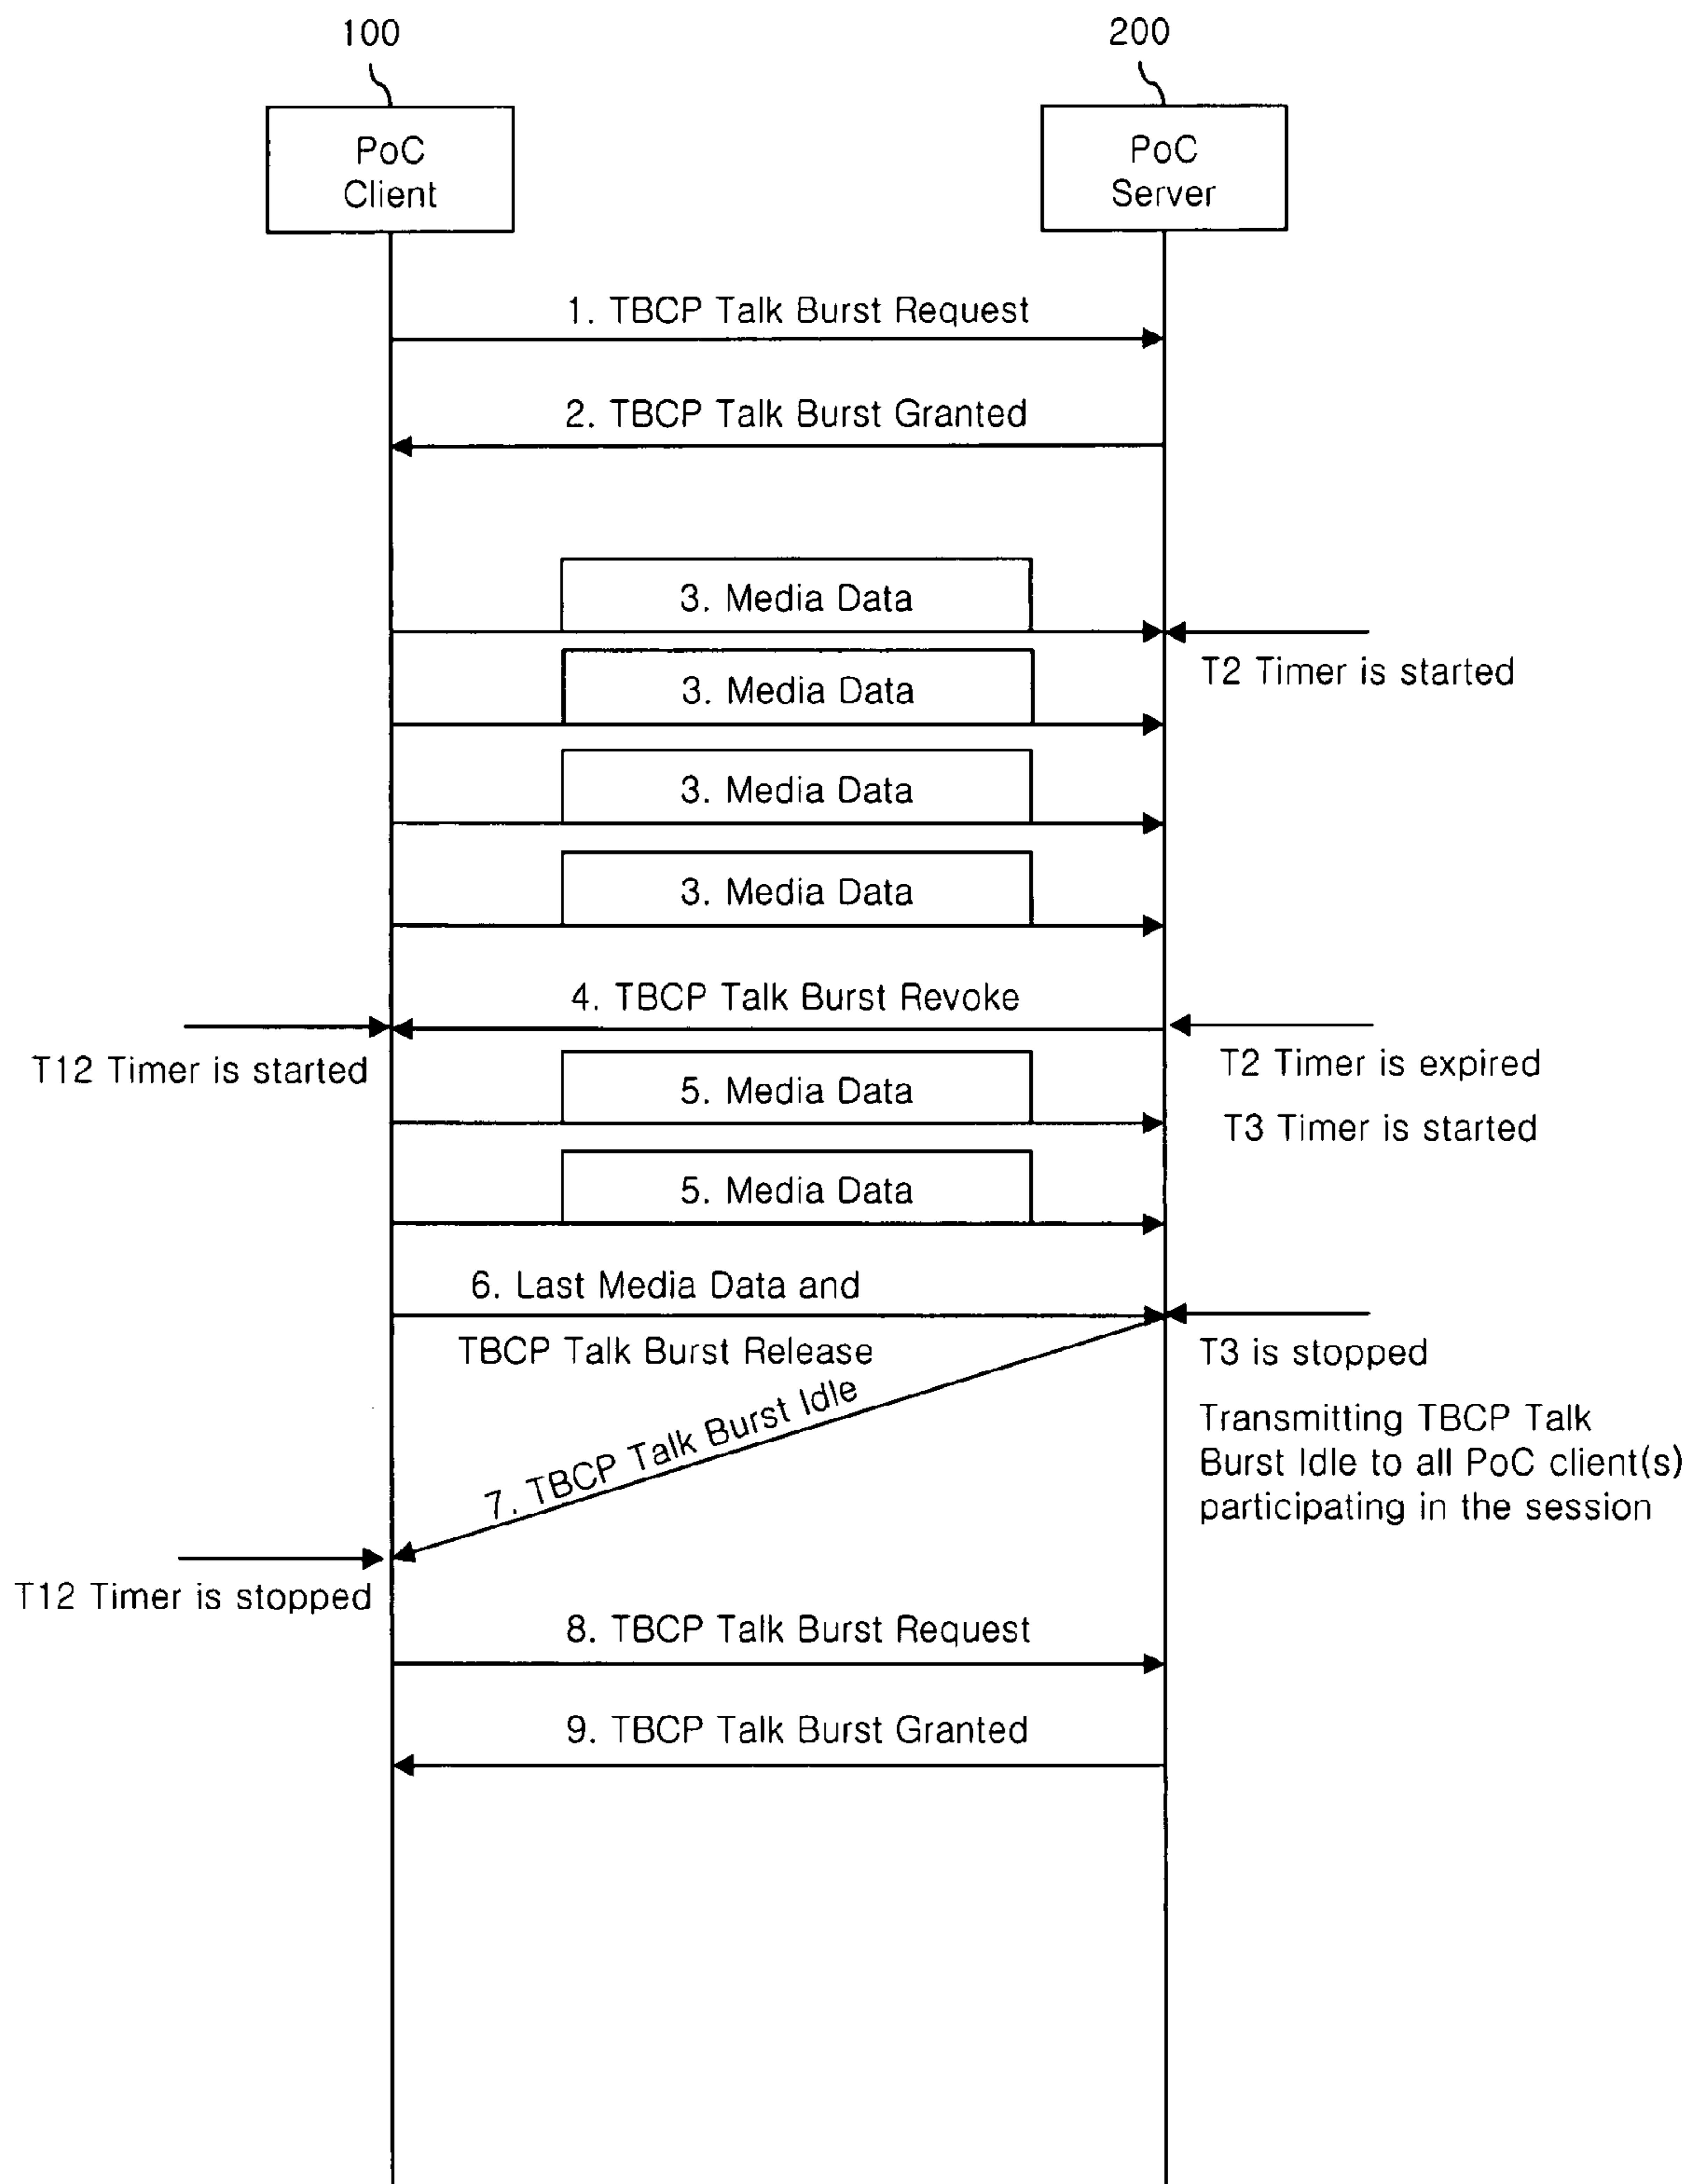 100
200
PoC
Client
PoC
Server
1. TBCP Talk Burst Request
2. TBCP Talk Burst Granted
3. Media Data
T2 Timer is started
3. Media Data
3. Media Data
3. Media Data
4. TBCP Talk Burst Revoke
T12 Timer is started
T2 Timer is expired
5. Media Data
T3 Timer is started
5. Media Data
6. Last Media Data and
TBCP Talk Burst Release
T3 is stopped
7. TBCP Talk Burst Idle
Transmitting TBCP Talk
Burst Idle to all PoC client(s)
participating in the session
T12 Timer is stopped
8. TBCP Talk Burst Request
9. TBCP Talk Burst Granted